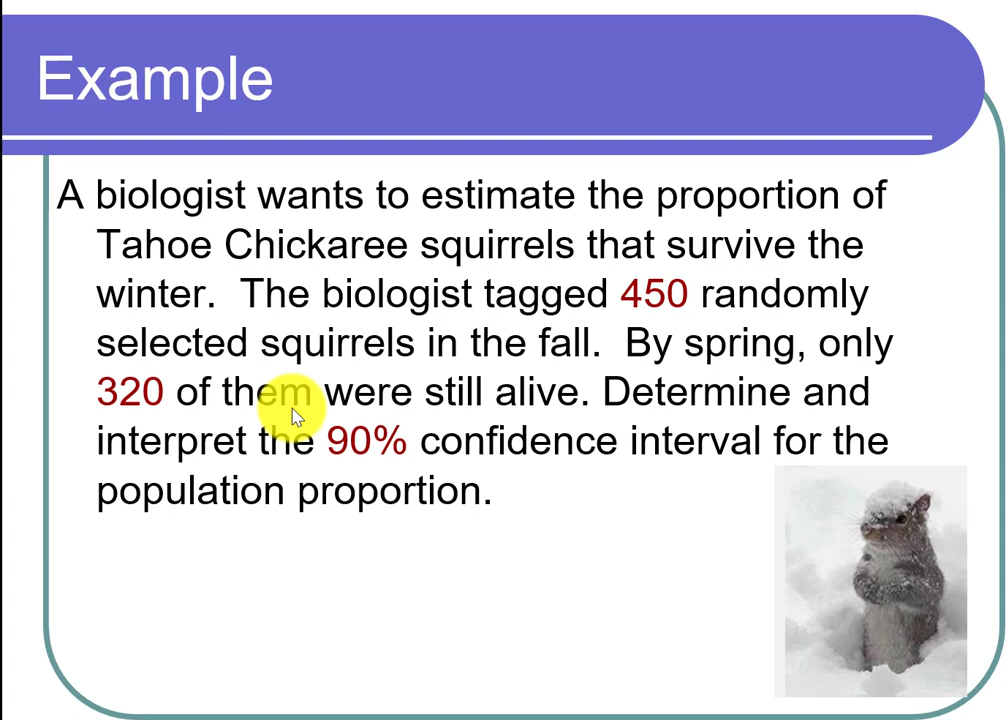 Example
A biologist wants to estimate the proportion of
Tahoe Chickaree squirrels that survive the
winter.  The biologist tagged 450 randomly
selected squirrels in the fall.  By spring, only
320 of them were still alive. Determine and
interpret the 90% confidence interval for the
population proportion.